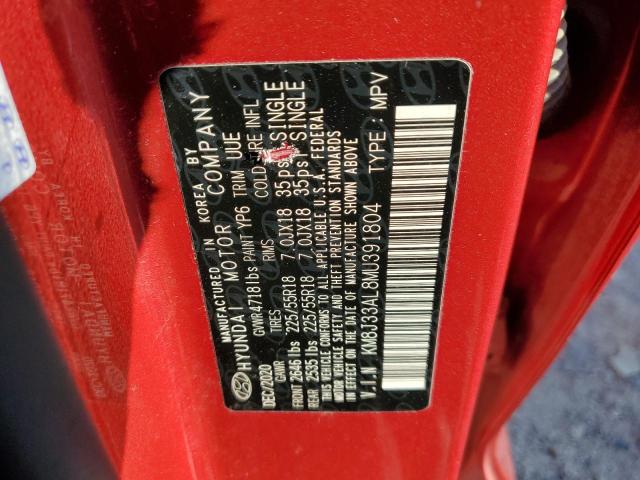 MANUFACTURED IN KOREA BY
HYUNDAI MOTOR COMPANY
DEC/2020 GVWR 4718 lbs PAINT YP6 TRIM UUE
GAWR TIRES RIMS COLD TIRE INFL
FRONT 2646 lbs 225/55R18 7.0JX18 35psi SINGLE
REAR 2535 lbs 225/55R18 7.0JX18 35psi SINGLE
THIS VEHICLE CONFORMS TO ALL APPLICABLE U.S.A. FEDERAL
MOTOR VEHICLE SAFETY, AND THEFT PREVENTION STANDARDS
IN EFFECT ON THE DATE OF MANUFACTURE SHOWN ABOVE
V.I.N KM8J33AL8MU391804 TYPE : MPV